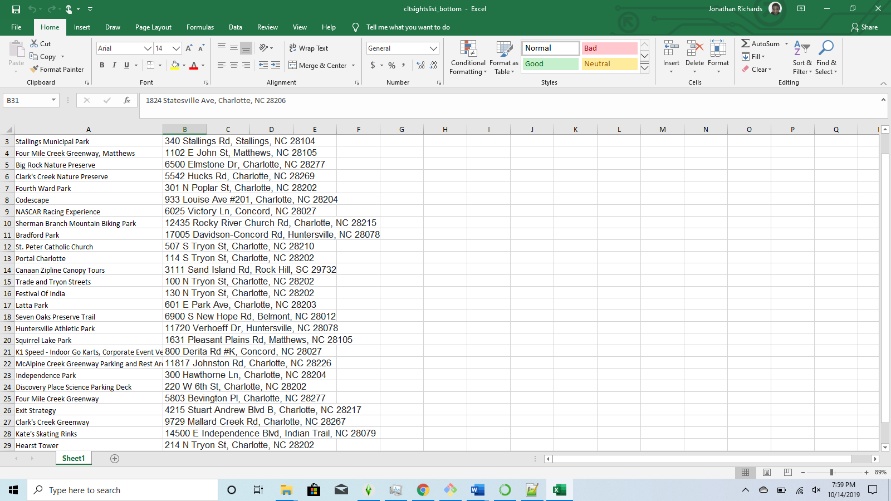 cltsightslist_bottom - Excel
Jonathan Richards
File Home Insert Draw Page Layout Formulas Data Review View Help Tell me what you want to do Share
Paste
Cut
Copy
Format Painter
Clipboard
Arial 14
B I U
Font
Wrap Text
Merge & Center
Alignment
General
$ % ,
Number
Conditional Formatting
Format as Table
Normal Bad
Good Neutral
Styles
Insert Delete Format
Cells
AutoSum
Fill
Clear
Sort & Filter
Find & Select
Editing
B31 fx 1824 Statesville Ave, Charlotte, NC 28206
A B C D E F G H I J K L M N O P Q
3 Stallings Municipal Park 340 Stallings Rd, Stallings, NC 28104
4 Four Mile Creek Greenway, Matthews 1102 E John St, Matthews, NC 28105
5 Big Rock Nature Preserve 6500 Elmstone Dr, Charlotte, NC 28277
6 Clark's Creek Nature Preserve 5542 Hucks Rd, Charlotte, NC 28269
7 Fourth Ward Park 301 N Poplar St, Charlotte, NC 28202
8 Codescape 933 Louise Ave #201, Charlotte, NC 28204
9 NASCAR Racing Experience 6025 Victory Ln, Concord, NC 28027
10 Sherman Branch Mountain Biking Park 12435 Rocky River Church Rd, Charlotte, NC 28215
11 Bradford Park 17005 Davidson-Concord Rd, Huntersville, NC 28078
12 St. Peter Catholic Church 507 S Tryon St, Charlotte, NC 28210
13 Portal Charlotte 114 S Tryon St, Charlotte, NC 28202
14 Canaan Zipline Canopy Tours 3111 Sand Island Rd, Rock Hill, SC 29732
15 Trade and Tryon Streets 100 N Tryon St, Charlotte, NC 28202
16 Festival Of India 130 N Tryon St, Charlotte, NC 28202
17 Latta Park 601 E Park Ave, Charlotte, NC 28203
18 Seven Oaks Preserve Trail 6900 S New Hope Rd, Belmont, NC 28012
19 Huntersville Athletic Park 11720 Verhoeff Dr, Huntersville, NC 28078
20 Squirrel Lake Park 1631 Pleasant Plains Rd, Matthews, NC 28105
21 K1 Speed - Indoor Go Karts, Corporate Event Ve 800 Derita Rd #K, Concord, NC 28027
22 McAlpine Creek Greenway Parking and Rest Are 11817 Johnston Rd, Charlotte, NC 28226
23 Independence Park 300 Hawthorne Ln, Charlotte, NC 28204
24 Discovery Place Science Parking Deck 220 W 6th St, Charlotte, NC 28202
25 Four Mile Creek Greenway 5803 Bevington Pl, Charlotte, NC 28277
26 Exit Strategy 4215 Stuart Andrew Blvd B, Charlotte, NC 28217
27 Clark's Creek Greenway 9729 Mallard Creek Rd, Charlotte, NC 28267
28 Kate's Skating Rinks 14500 E Independence Blvd, Indian Trail, NC 28079
29 Hearst Tower 214 N Tryon St, Charlotte, NC 28202
Sheet1
89%
Type here to search
7:59 PM
10/14/2019